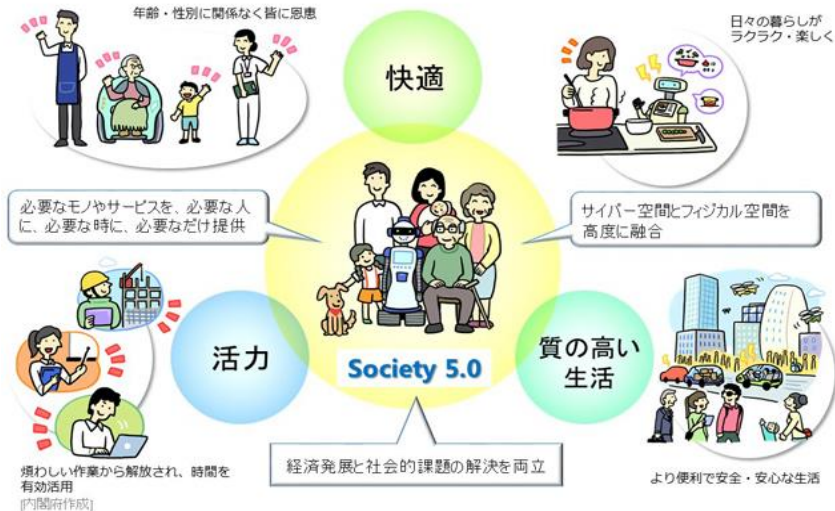 年齢・性別に関係なく皆に恩恵
快適
日々の暮らしが
ラクラク・楽しく
必要なモノやサービスを、必要な人
に、必要な時に、必要なだけ提供
サイバー空間とフィジカル空間を
高度に融合
活力
Society 5.0
質の高い
生活
経済発展と社会的課題の解決を両立
煩わしい作業から解放され、時間を
有効活用
[内閣府作成]
より便利で安全・安心な生活